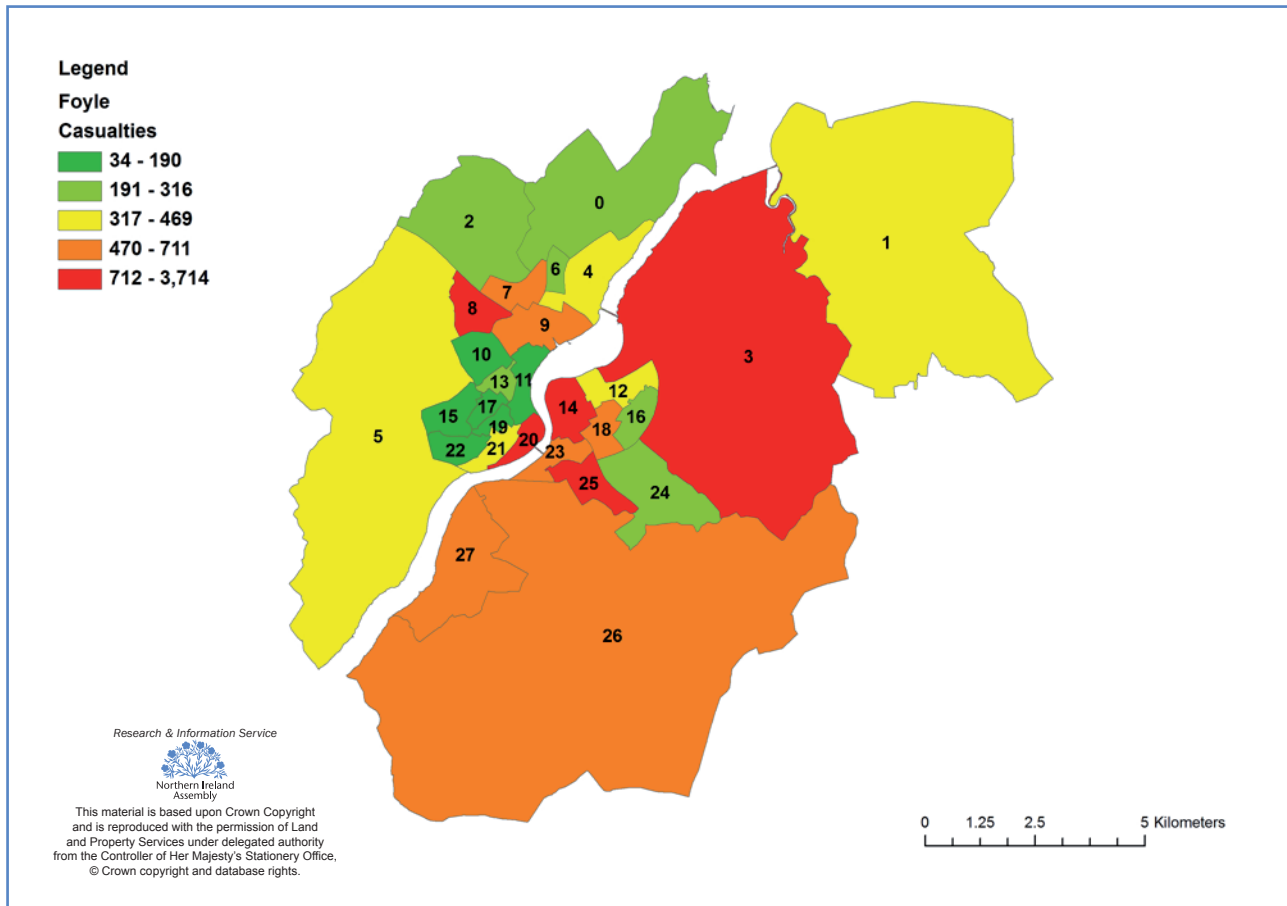 Legend
Foyle
Casualties
34 - 190
191 - 316
317 - 469
470 - 711
712 - 3,714
0
1
2
3
4
5
6
7
8
9
10
11
12
13
14
15
16
17
18
19
20
21
22
23
24
25
26
27
Research & Information Service
Northern Ireland
Assembly
This material is based upon Crown Copyright
and is reproduced with the permission of Land
and Property Services under delegated authority
from the Controller of Her Majesty's Stationery Office,
© Crown copyright and database rights.
0 1.25 2.5 5 Kilometers